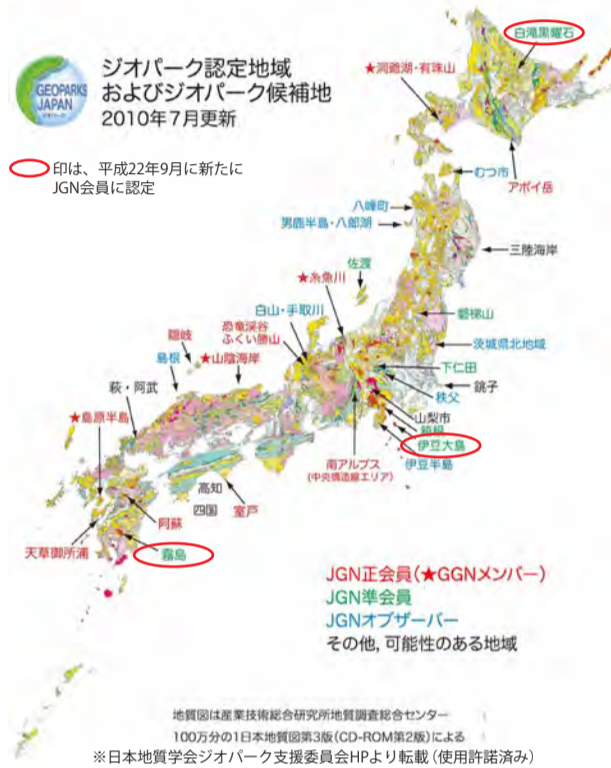 白滝黒曜石
GEOPARKS
JAPAN
ジオパーク認定地域
およびジオパーク候補地
2010年7月更新
★洞爺湖・有珠山
印は、平成22年9月に新たに
JGN会員に認定
むつ市
アポイ岳
八峰町
男鹿半島・八郎湖
三陸海岸
佐渡
★糸魚川
白山・手取川
磐梯山
恐竜渓谷
ふくい勝山
隠岐
茨城県北地域
島根
★山陰海岸
下仁田
秩父
銚子
萩・阿武
山梨市
箱根
★島原半島
伊豆大島
伊豆半島
南アルプス
(中央構造線エリア)
高知
四国
室戸
阿蘇
天草御所浦
霧島
JGN正会員(★GGNメンバー)
JGN準会員
JGNオブザーバー
その他, 可能性のある地域
地質図は産業技術総合研究所地質調査総合センター
100万分の1日本地質図第3版(CD-ROM第2版)による
※日本地質学会ジオパーク支援委員会HPより転載(使用許諾済み)